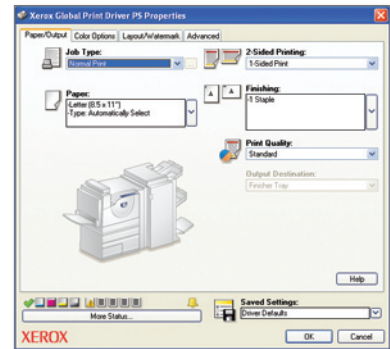 Xerox Global Print Driver PS Properties
Paper/Output Color Options Layout/Watermark Advanced
Job Type:
Normal Print
2-Sided Printing:
1-Sided Print
Paper:
-Letter (8.5 x 11")
-Type: Automatically Select
Finishing:
-1 Staple
Print Quality:
Standard
Output Destination:
Finisher Tray
Help
More Status...
Saved Settings:
Driver Defaults
XEROX
OK
Cancel